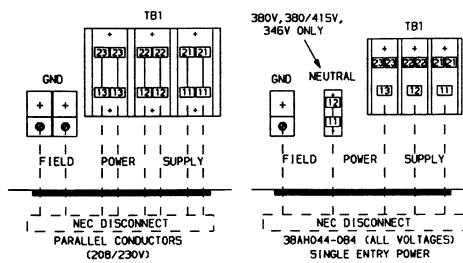 TB1
23 23 22 22 21 21
GND
13 13 12 12 11 11
FIELD POWER SUPPLY
NEC DISCONNECT
PARALLEL CONDUCTORS
(208/230V)
380V, 380/415V,
346V ONLY
TB1
GND
NEUTRAL
23 23 22 22 21 21
12
11
13 12 11
FIELD POWER SUPPLY
NEC DISCONNECT
38AH044-084 (ALL VOLTAGES)
SINGLE ENTRY POWER